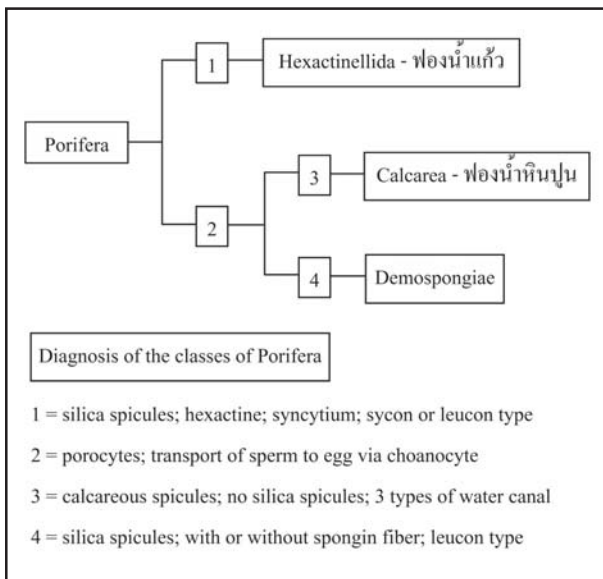 1
Hexactinellida - ฟองน้ำแก้ว
Porifera
3
Calcarea - ฟองน้ำหินปูน
2
4
Demospongiae
Diagnosis of the classes of Porifera
1 = silica spicules; hexactine; syncytium; sycon or leucon type
2 = porocytes; transport of sperm to egg via choanocyte
3 = calcareous spicules; no silica spicules; 3 types of water canal
4 = silica spicules; with or without spongin fiber; leucon type